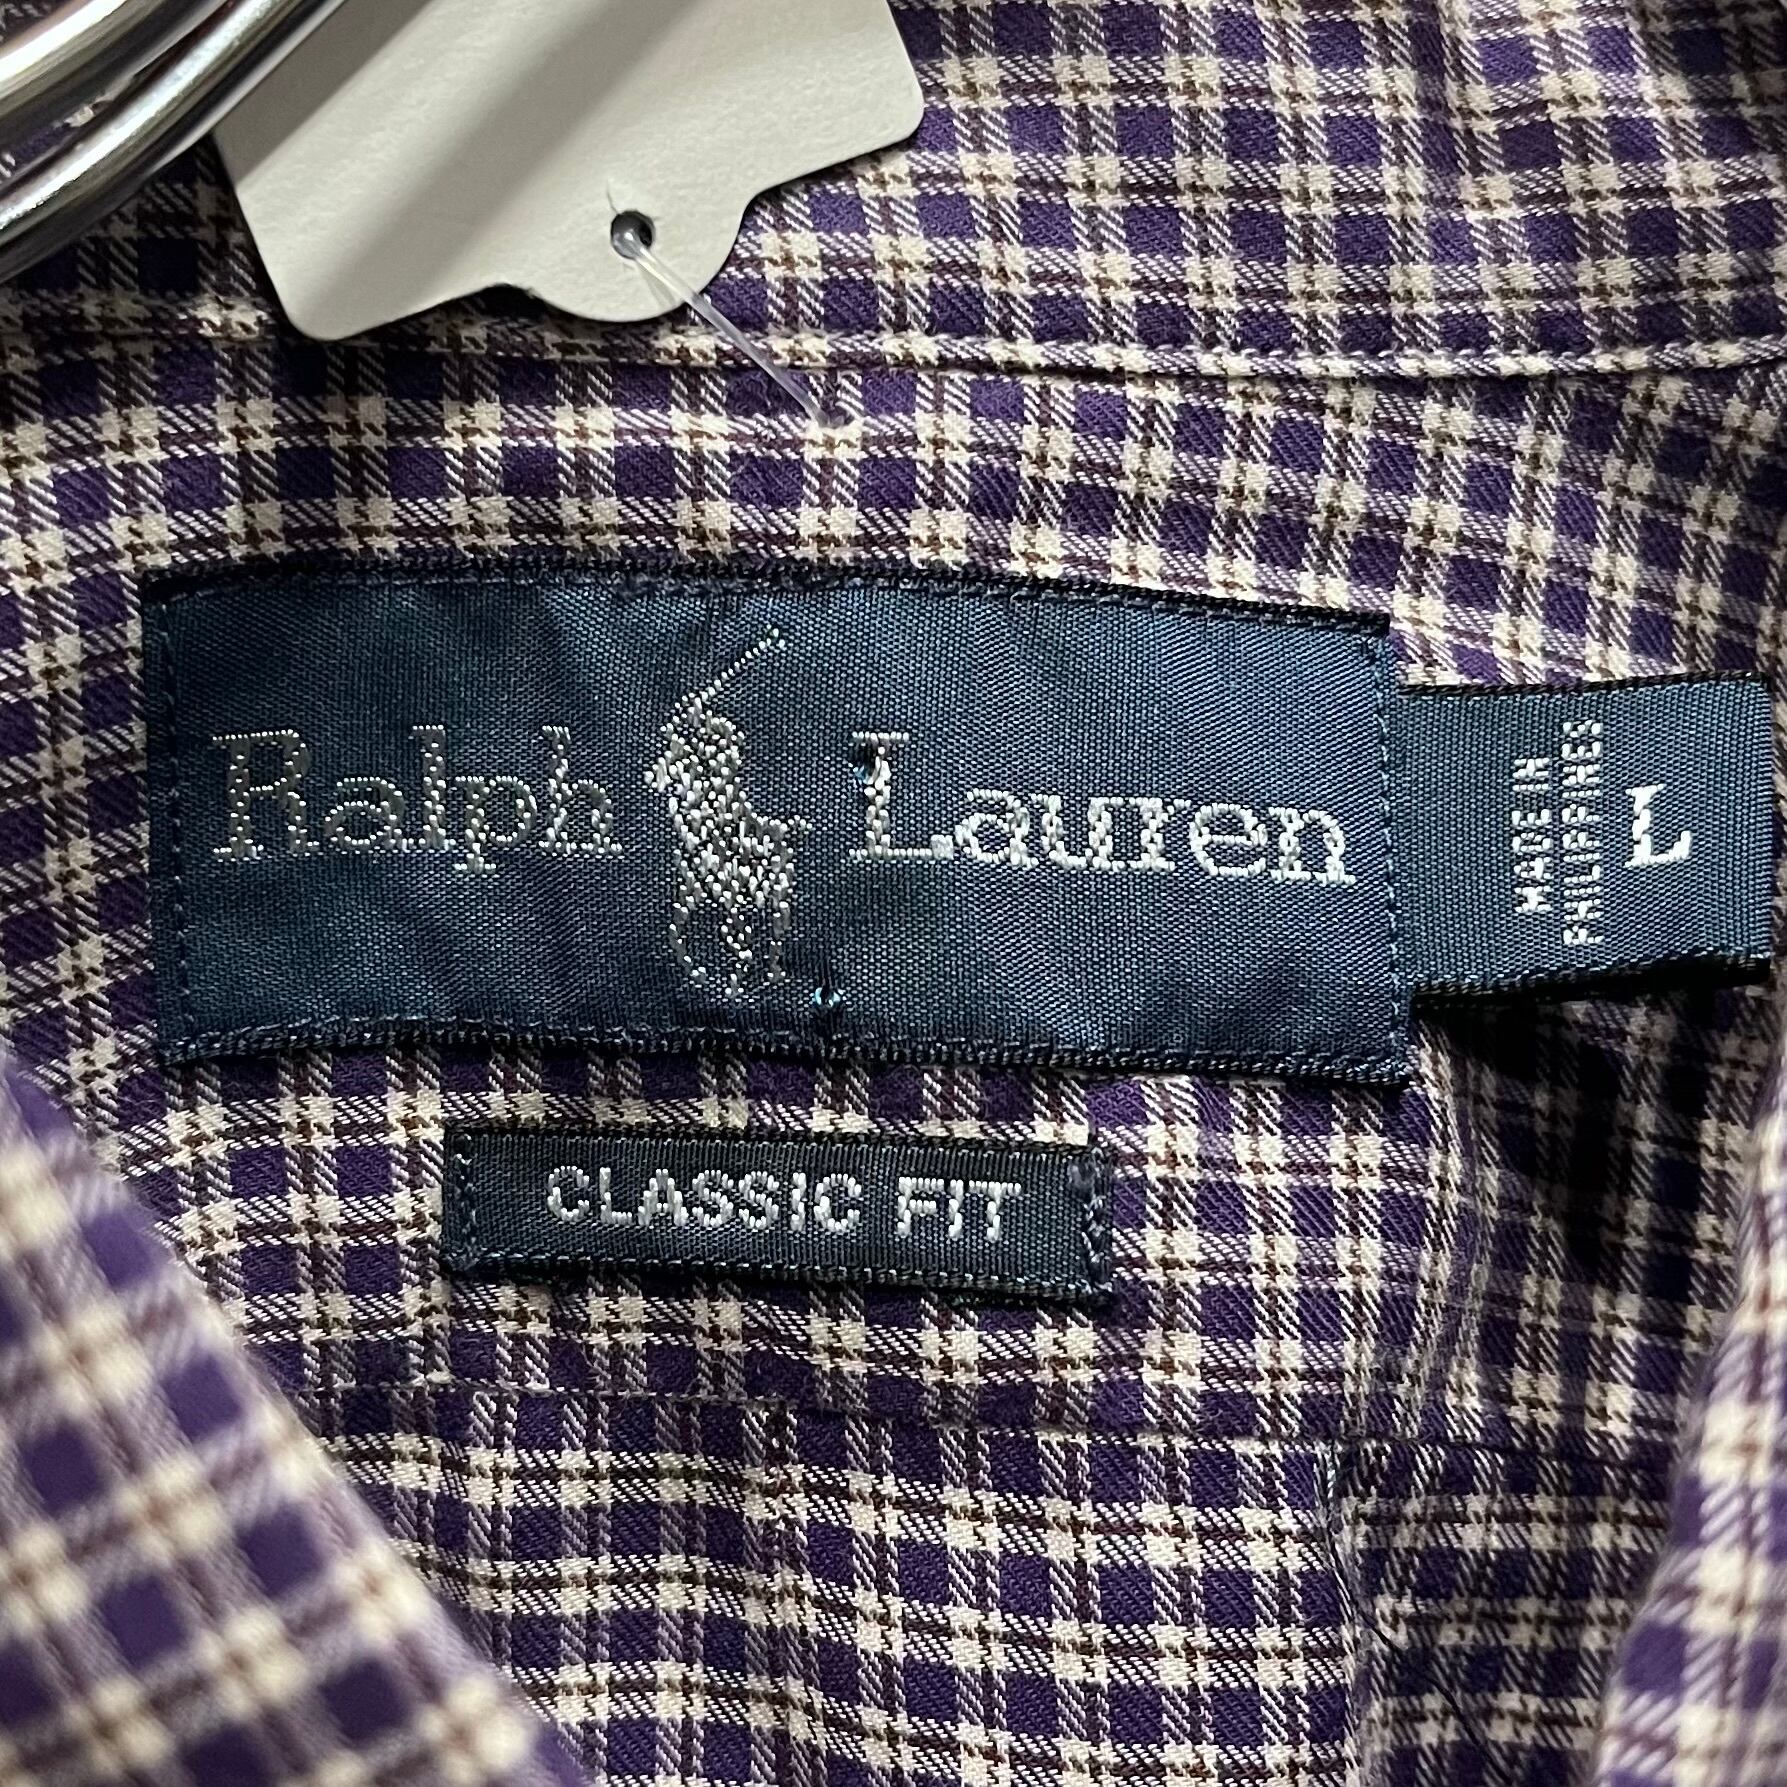 Ralph Lauren
MADE IN
PHILIPPINES
L
CLASSIC FIT